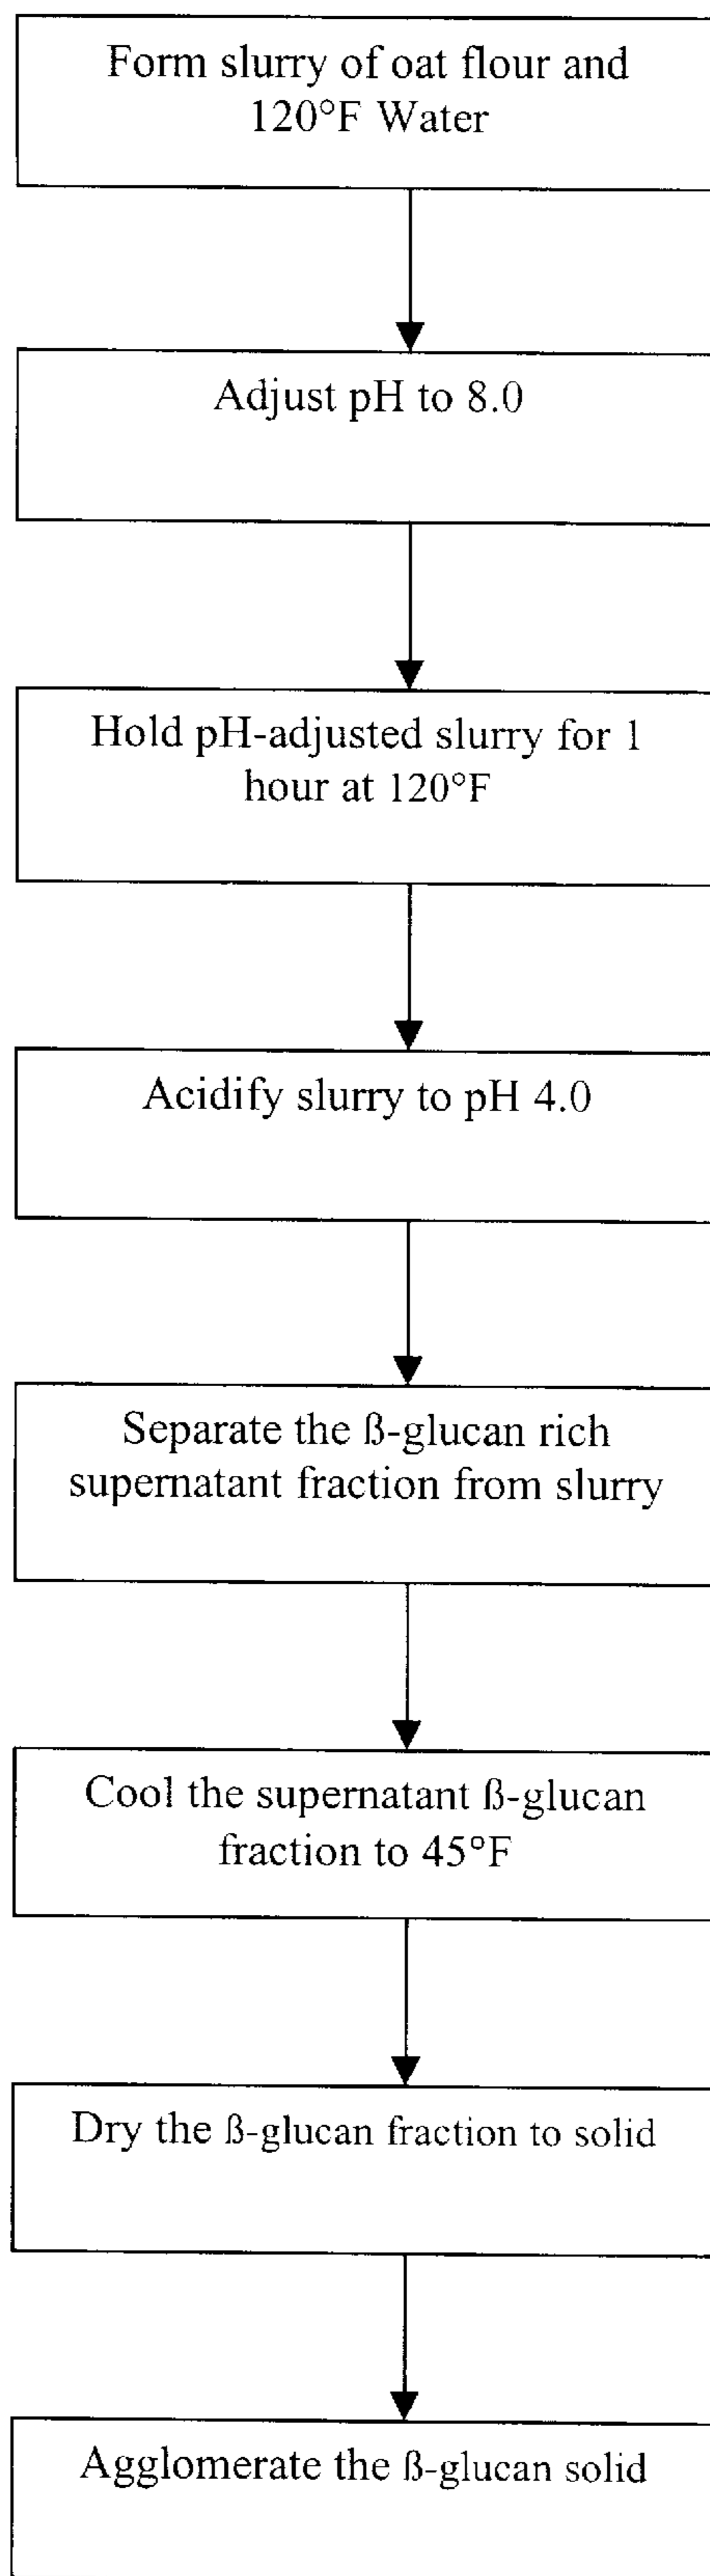 Form slurry of oat flour and
120°F Water
Adjust pH to 8.0
Hold pH-adjusted slurry for 1
hour at 120°F
Acidify slurry to pH 4.0
Separate the ß-glucan rich
supernatant fraction from slurry
Cool the supernatant ß-glucan
fraction to 45°F
Dry the ß-glucan fraction to solid
Agglomerate the ß-glucan solid